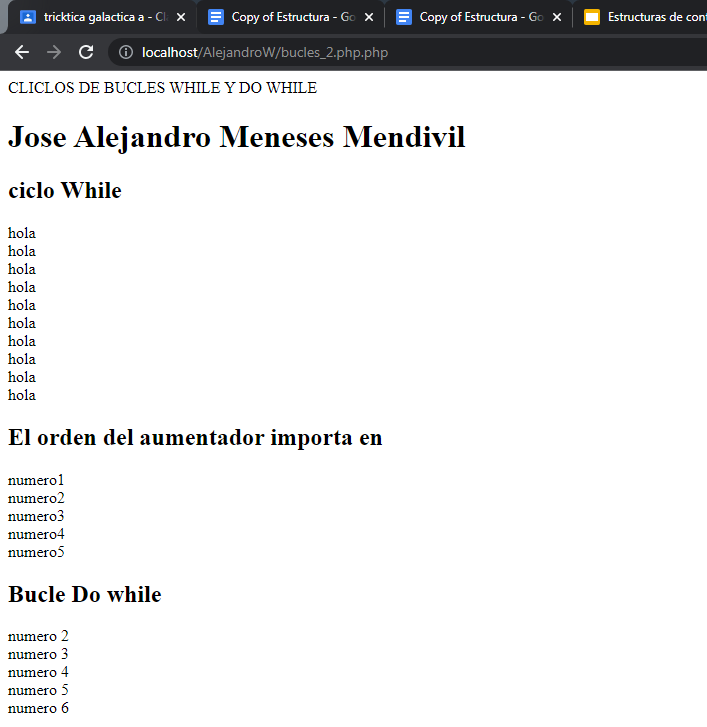 tricktica galactica a - Cl
Copy of Estructura - Go
Copy of Estructura - Go
Estructuras de cont
localhost/AlejandroW/bucles_2.php.php
CLICLOS DE BUCLES WHILE Y DO WHILE
Jose Alejandro Meneses Mendivil
ciclo While
hola
hola
hola
hola
hola
hola
hola
hola
hola
hola
El orden del aumentador importa en
numero1
numero2
numero3
numero4
numero5
Bucle Do while
numero 2
numero 3
numero 4
numero 5
numero 6